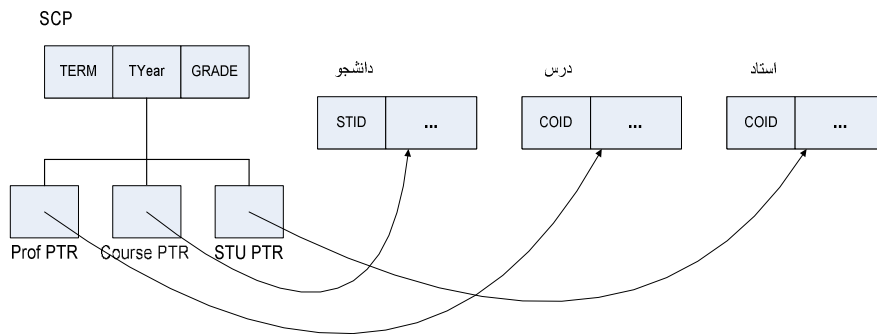 SCP
TERM TYear GRADE
دانشجو
درس
استاد
STID ...
COID ...
COID ...
Prof PTR
Course PTR
STU PTR